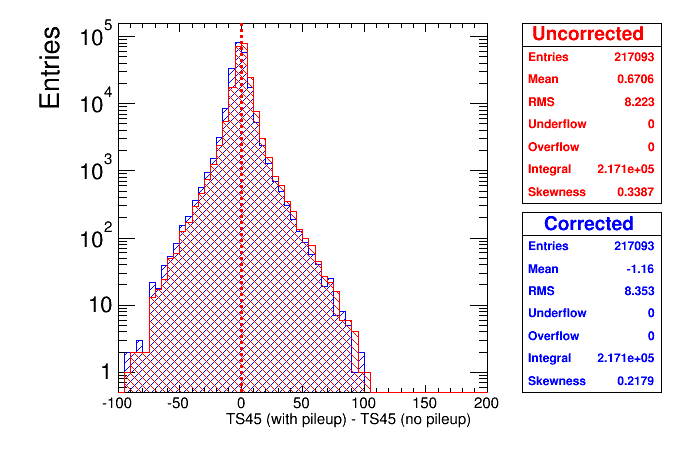 Entries
10^5
10^4
10^3
10^2
10
1
-100 -50 0 50 100 150 200
TS45 (with pileup) - TS45 (no pileup)
Uncorrected
Entries 217093
Mean 0.6706
RMS 8.223
Underflow 0
Overflow 0
Integral 2.171e+05
Skewness 0.3387
Corrected
Entries 217093
Mean -1.16
RMS 8.353
Underflow 0
Overflow 0
Integral 2.171e+05
Skewness 0.2179